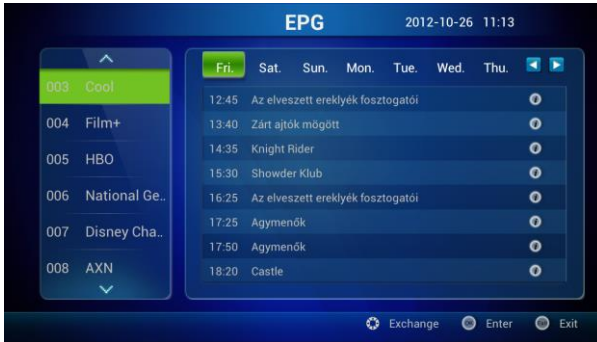 EPG 2012-10-26 11:13
003 Cool
004 Film+
005 HBO
006 National Ge..
007 Disney Cha..
008 AXN
Fri. Sat. Sun. Mon. Tue. Wed. Thu.
12:45 Az elveszett ereklyék fosztogatói
13:40 Zárt ajtók mögött
14:35 Knight Rider
15:30 Showder Klub
16:25 Az elveszett ereklyék fosztogatói
17:25 Agymenők
17:50 Agymenők
18:20 Castle
Exchange Enter Exit